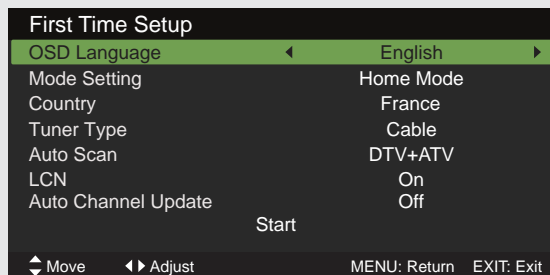 First Time Setup
OSD Language English
Mode Setting Home Mode
Country France
Tuner Type Cable
Auto Scan DTV+ATV
LCN On
Auto Channel Update Off
Start
Move Adjust MENU: Return EXIT: Exit